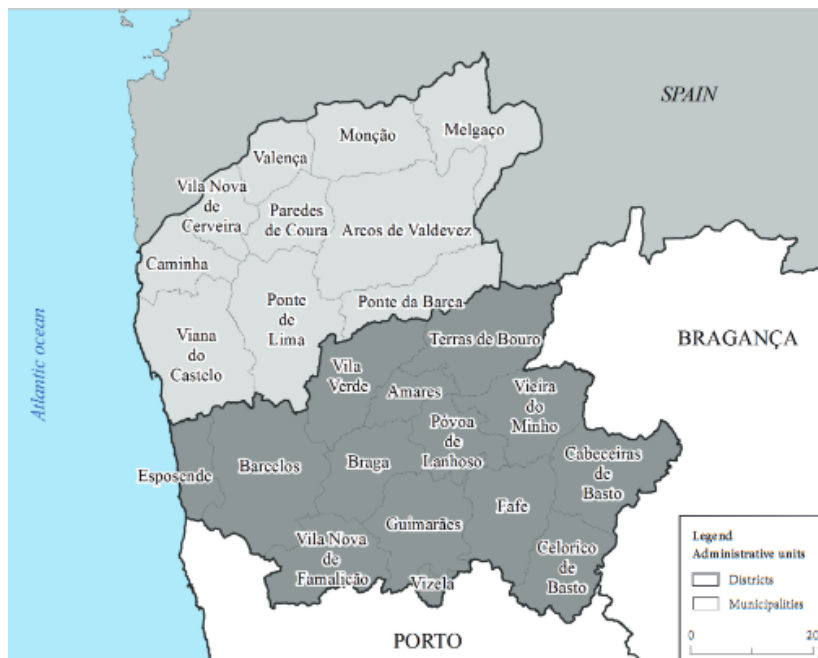 SPAIN
Melgaço
Monção
Valença
Vila Nova
de
Cerveira
Paredes
de Coura
Arcos de Valdevez
Caminha
Ponte da Barca
Ponte
de
Lima
Viana
do
Castelo
Atlantic ocean
BRAGANÇA
Terras de Bouro
Vila
Verde
Amares
Vieira
do
Minho
Póvoa
de
Lanhoso
Cabeceiras
de
Basto
Esposende
Barcelos
Braga
Fafe
Guimarães
Vila Nova
de
Famalicão
Celorico
de
Basto
Vizela
PORTO
Legend
Administrative units
Districts
Municipalities
0
20